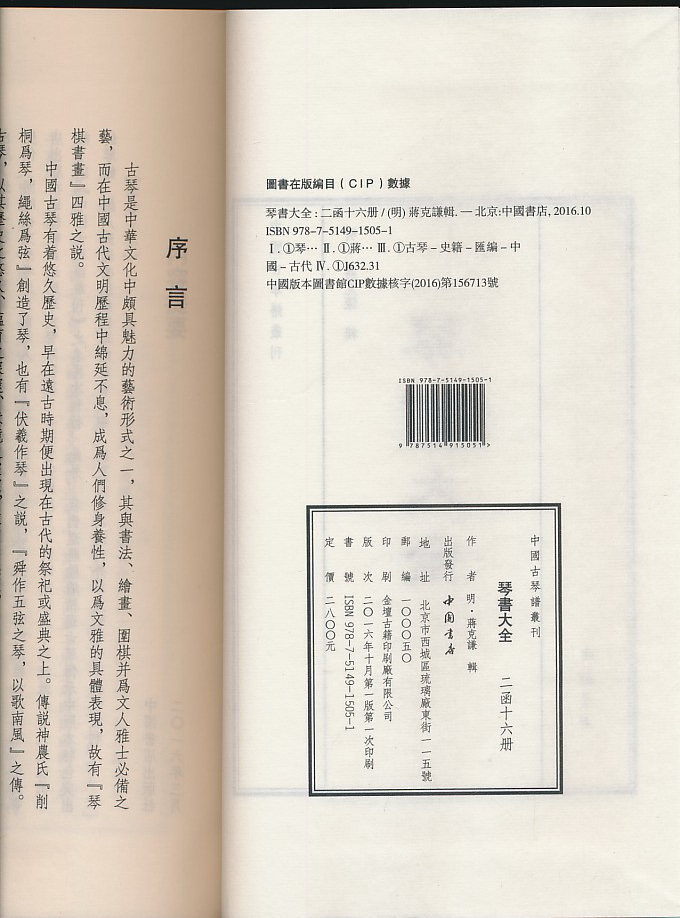 圖書在版編目（CIP）數據
琴書大全：二函十六册 / (明) 蔣克謙輯. — 北京:中國書店, 2016.10
ISBN 978-7-5149-1505-1
Ⅰ. ①琴… Ⅱ. ①蔣… Ⅲ. ①古琴－史籍－匯編－中
國－古代 Ⅳ. ①J632.31
中國版本圖書館CIP數據核字(2016)第156713號
ISBN 978-7-5149-1505-1
9 787514 915051 >
中國古琴譜叢刊
琴書大全 二函十六册
作者 明·蔣克謙 輯
出版發行 中国书店
地址 北京市西城區琉璃廠東街一一五號
郵編 一〇〇〇五〇
印刷 金壇古籍印刷廠有限公司
版次 二〇一六年十月第一版第一次印刷
書號 ISBN 978-7-5149-1505-1
定價 二八〇〇元
序言
古琴是中華文化中頗具魅力的藝術形式之一，其與書法、繪畫、圍棋并爲文人雅士必備之
藝，而在中國古代文明歷程中綿延不息，成爲人們修身養性，以爲文雅的具體表現，故有『琴
棋書畫』四雅之説。
中國古琴有着悠久歷史，早在遠古時期便出現在古代的祭祀或盛典之上。傳説神農氏『削
桐爲琴，繩絲爲弦』創造了琴，也有『伏羲作琴』之説，『舜作五弦之琴，以歌南風』之傳。